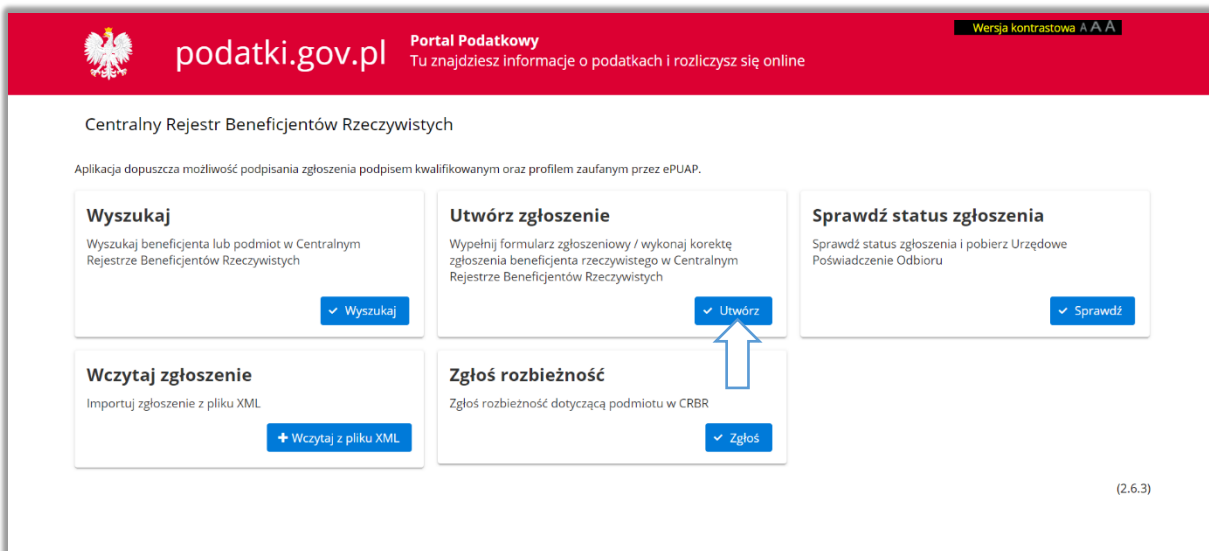 Wersja kontrastowa A A A
podatki.gov.pl
Portal Podatkowy
Tu znajdziesz informacje o podatkach i rozliczysz się online
Centralny Rejestr Beneficjentów Rzeczywistych
Aplikacja dopuszcza możliwość podpisania zgłoszenia podpisem kwalifikowanym oraz profilem zaufanym przez ePUAP.
Wyszukaj
Wyszukaj beneficjenta lub podmiot w Centralnym
Rejestrze Beneficjentów Rzeczywistych
Wyszukaj
Utwórz zgłoszenie
Wypełnij formularz zgłoszeniowy / wykonaj korektę
zgłoszenia beneficjenta rzeczywistego w Centralnym
Rejestrze Beneficjentów Rzeczywistych
Utwórz
Sprawdź status zgłoszenia
Sprawdź status zgłoszenia i pobierz Urzędowe
Poświadczenie Odbioru
Sprawdź
Wczytaj zgłoszenie
Importuj zgłoszenie z pliku XML
Wczytaj z pliku XML
Zgłoś rozbieżność
Zgłoś rozbieżność dotyczącą podmiotu w CRBR
Zgłoś
(2.6.3)